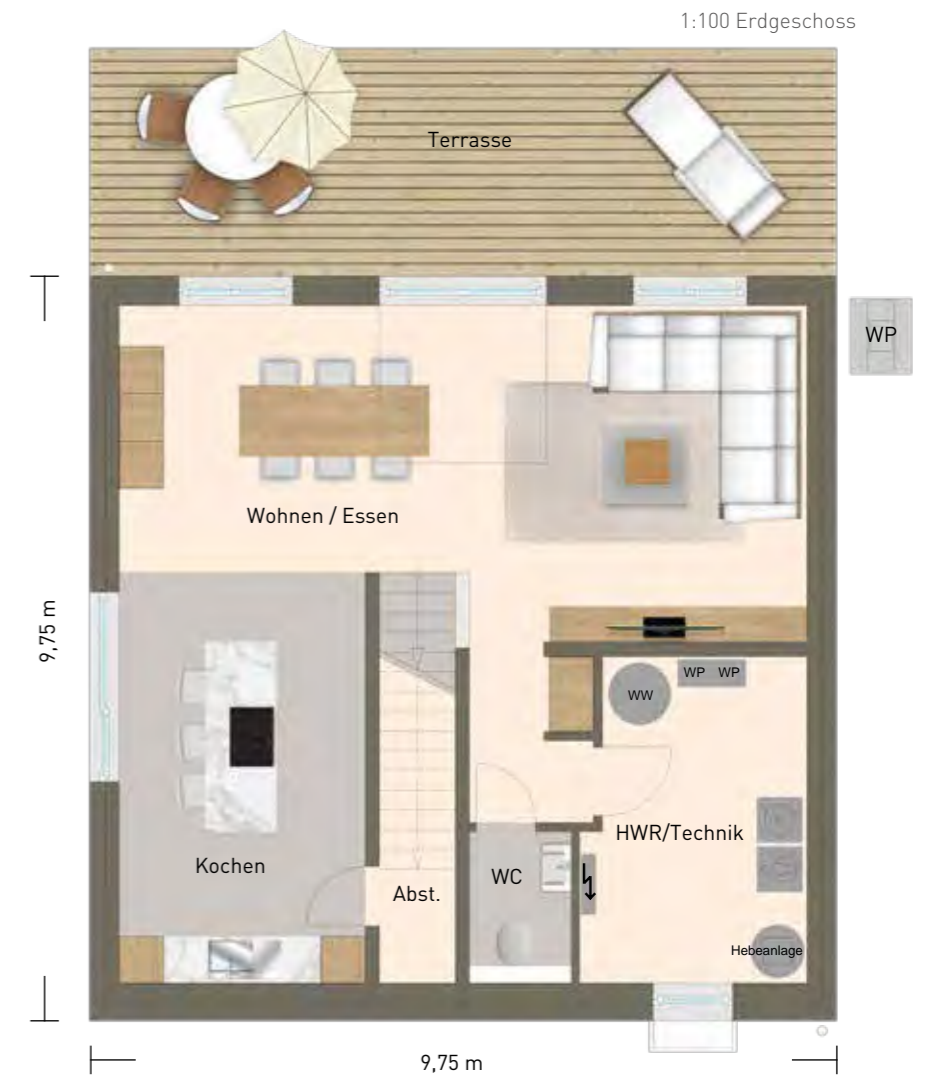 1:100 Erdgeschoss
Terrasse
WP
Wohnen / Essen
9,75 m
WW
WP WP
HWR/Technik
Kochen
WC
Abst.
Hebeanlage
9,75 m